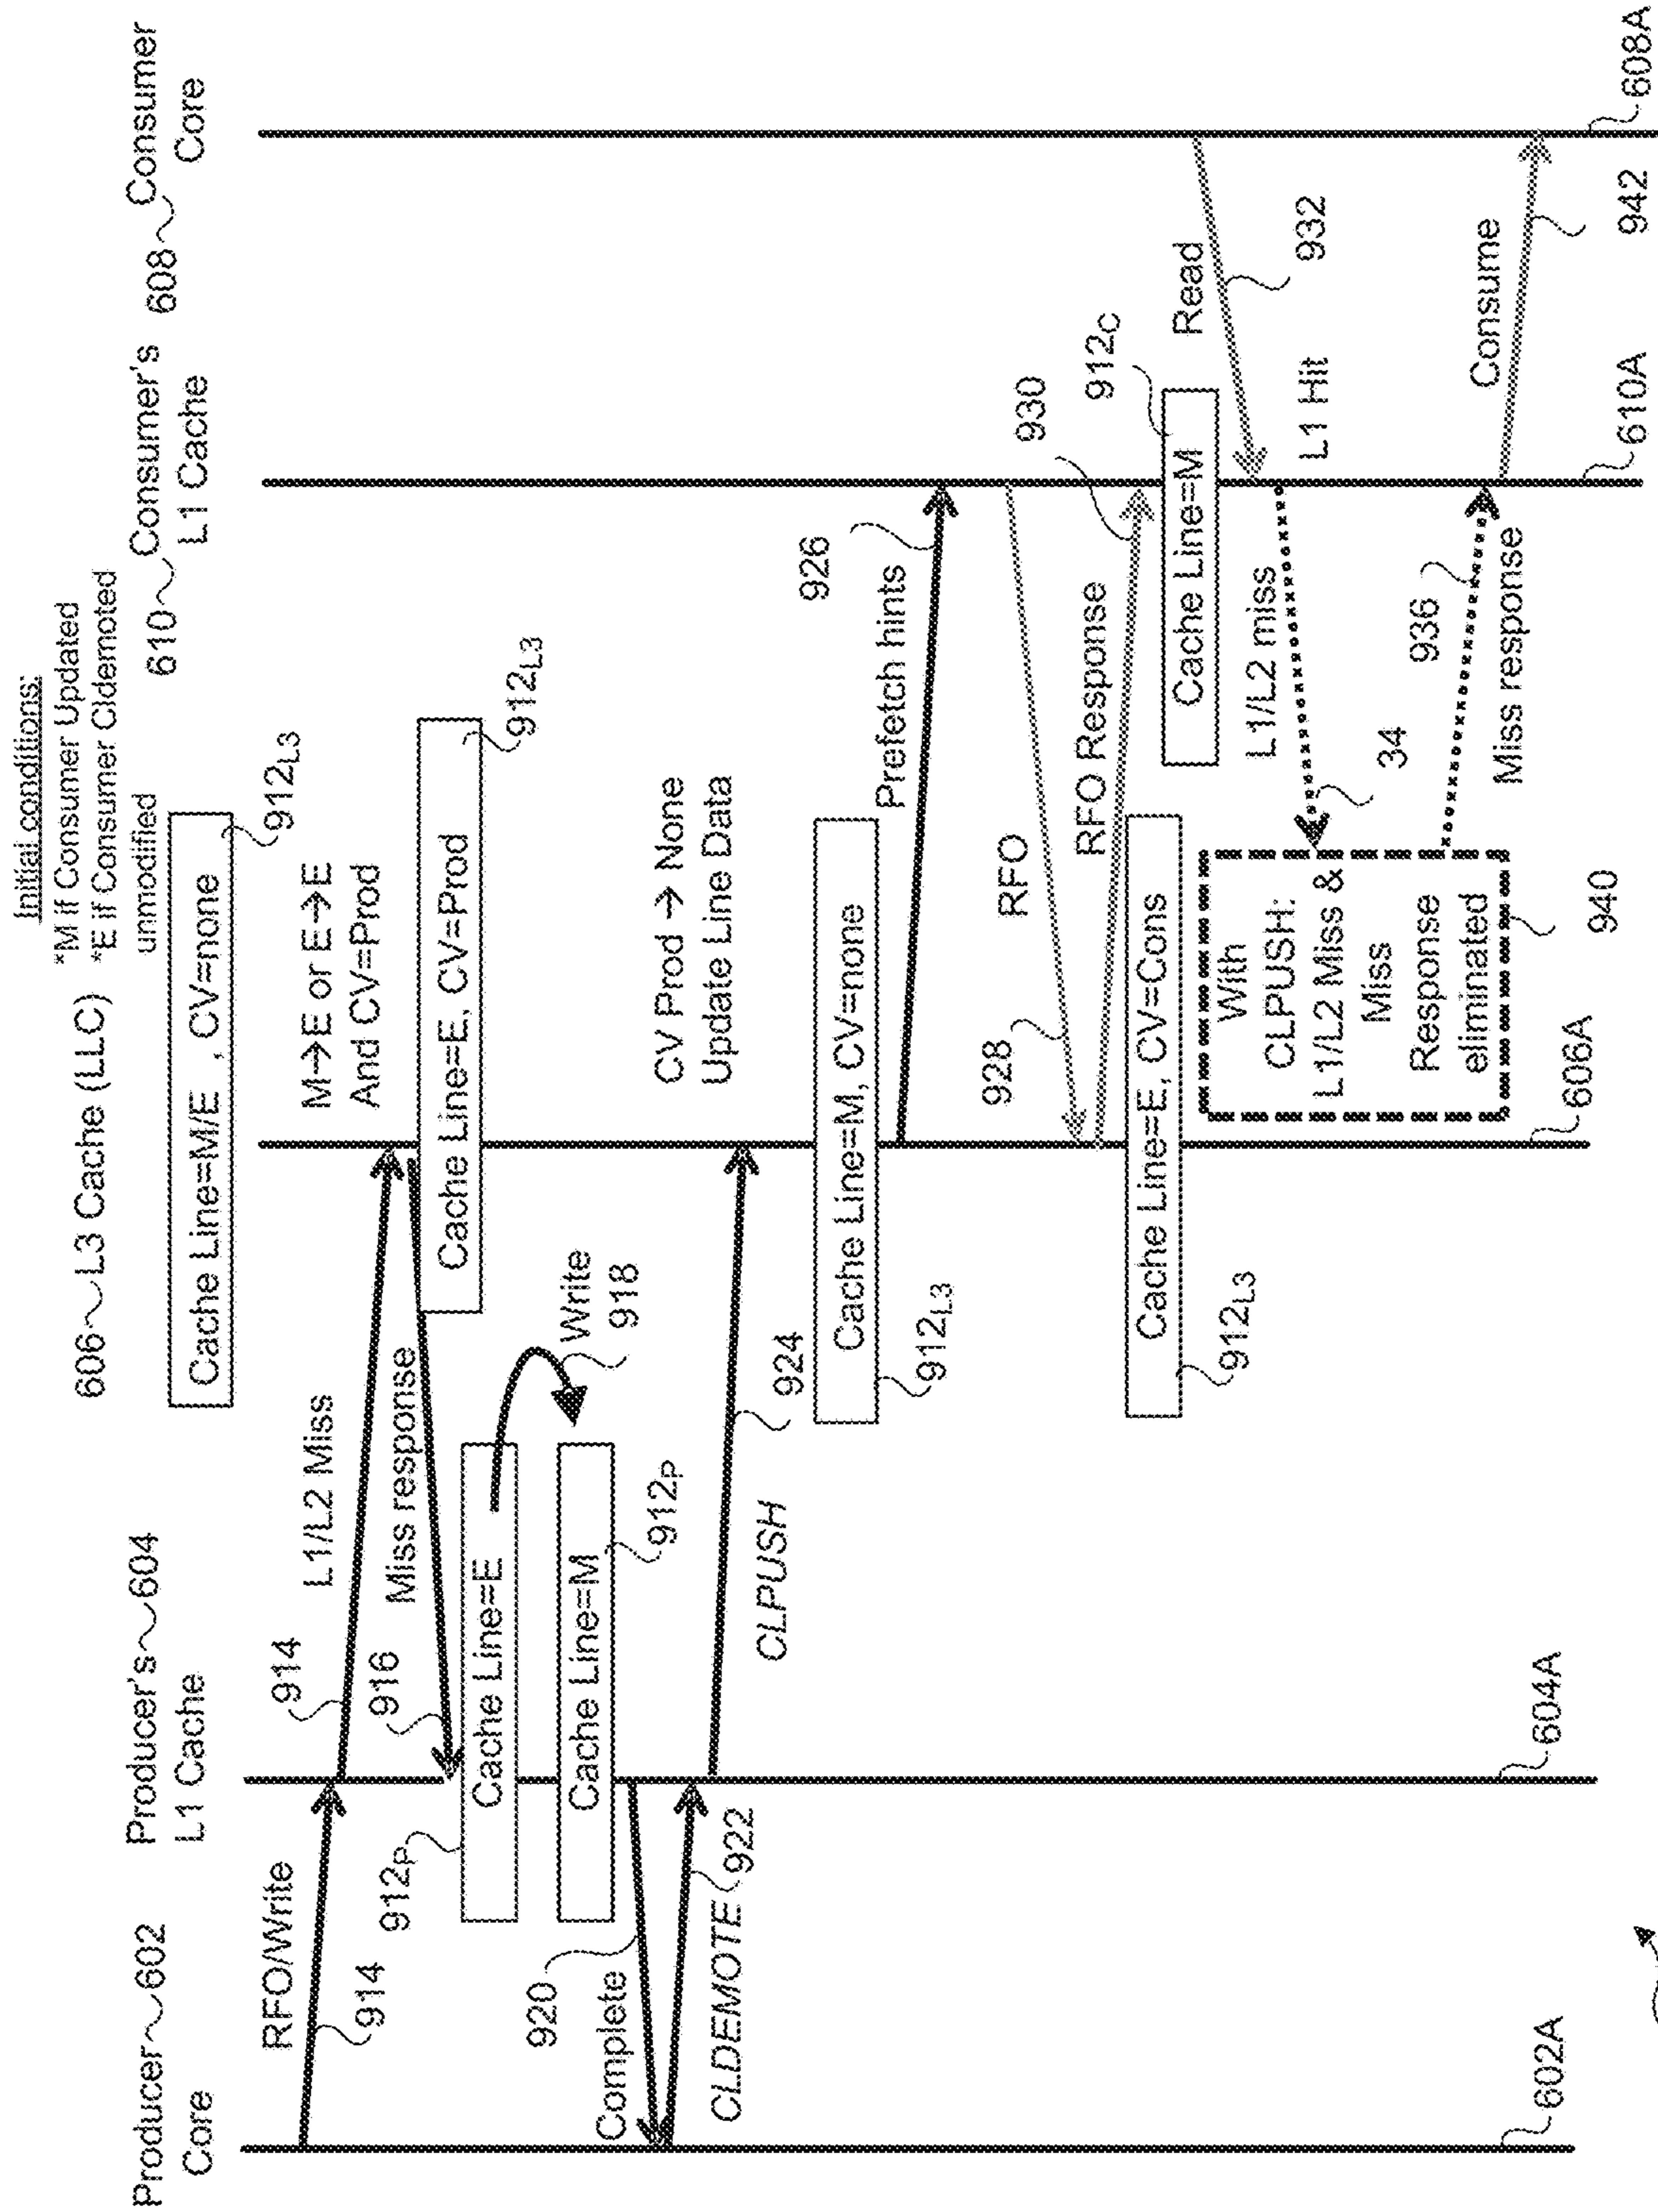 Initial conditions:
*M if Consumer Updated
*E if Consumer Cldemoted
unmodified
Producer 602
Core
Producer's 604
L1 Cache
606 L3 Cache (LLC)
610 Consumer's
L1 Cache
608 Consumer
Core
Cache Line=M/E , CV=none
912L3
RFO/Write
914
914
L1/L2 Miss
M→E or E→E
And CV=Prod
916
Miss response
Cache Line=E, CV=Prod
912L3
912P
Cache Line=E
Write
918
Cache Line=M
912P
920
Complete
CLDEMOTE
922
CLPUSH
924
CV Prod → None
Update Line Data
Cache Line=M, CV=none
912L3
Prefetch hints
926
RFO
928
RFO Response
930
Cache Line=E, CV=Cons
912L3
Cache Line=M
912C
Read
932
L1 Hit
L1/L2 miss
34
With
CLPUSH:
L1/L2 Miss &
Miss
Response
eliminated
940
936
Miss response
Consume
942
602A
604A
606A
610A
608A